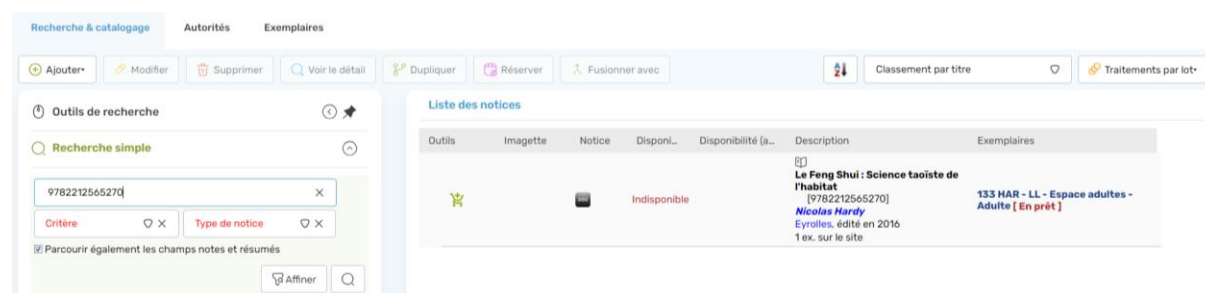 Recherche & catalogage Autorités Exemplaires
Ajouter Modifier Supprimer Voir le détail Dupliquer Réserver Fusionner avec Classement par titre Traitements par lot
Outils de recherche
Recherche simple
9782212565270
Critère Type de notice
Parcourir également les champs notes et résumés
Affiner
Liste des notices
Outils Imagette Notice Disponi... Disponibilité (a... Description Exemplaires
Indisponible
Le Feng Shui : Science taoïste de
l'habitat
[9782212565270]
Nicolas Hardy
Eyrolles, édité en 2016
1 ex. sur le site
133 HAR - LL - Espace adultes -
Adulte [ En prêt ]